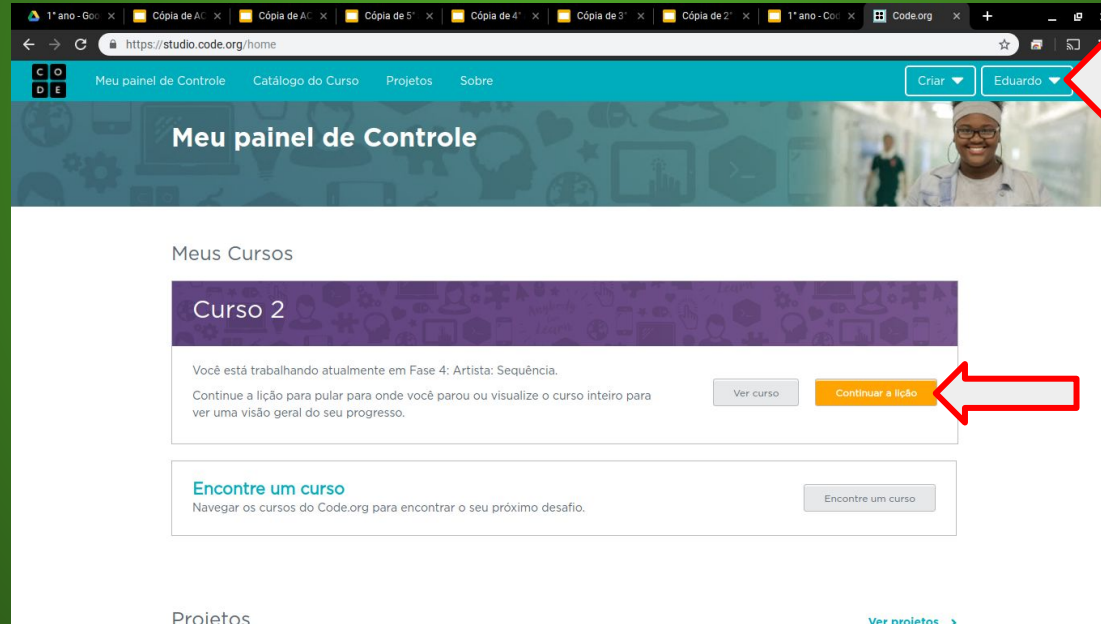 1° ano - Goo
Cópia de AC
Cópia de AC
Cópia de 5°
Cópia de 4°
Cópia de 3°
Cópia de 2°
1° ano - Cod
Code.org
https://studio.code.org/home
C O
D E
Meu painel de Controle
Catálogo do Curso
Projetos
Sobre
Criar
Eduardo
Meu painel de Controle
Meus Cursos
Curso 2
Você está trabalhando atualmente em Fase 4: Artista: Sequência.
Continue a lição para pular para onde você parou ou visualize o curso inteiro para
ver uma visão geral do seu progresso.
Ver curso
Continuar a lição
Encontre um curso
Navegar os cursos do Code.org para encontrar o seu próximo desafio.
Encontre um curso
Projetos
Ver projetos